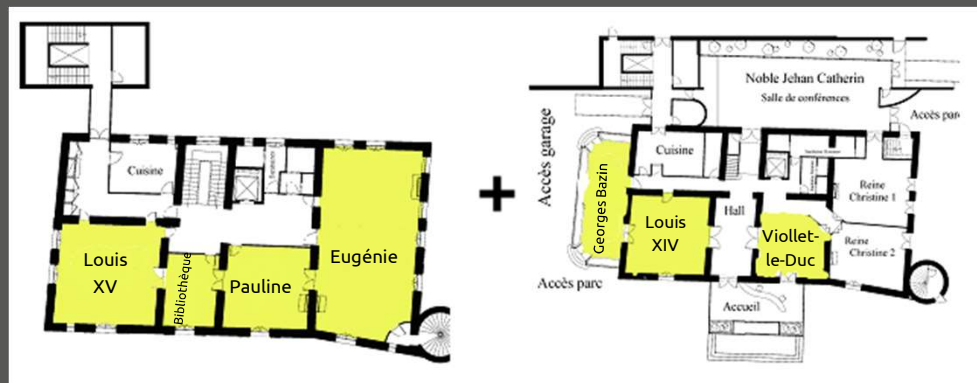 Cuisine
Sanitaires
Louis
XV
Bibliothèque
Pauline
Eugénie
+
Noble Jehan Catherin
Salle de conférences
Accès parc
Accès garage
Cuisine
Georges Bazin
Louis
XIV
Hall
Viollet-
le-Duc
Reine
Christine 1
Reine
Christine 2
Accès parc
Accueil